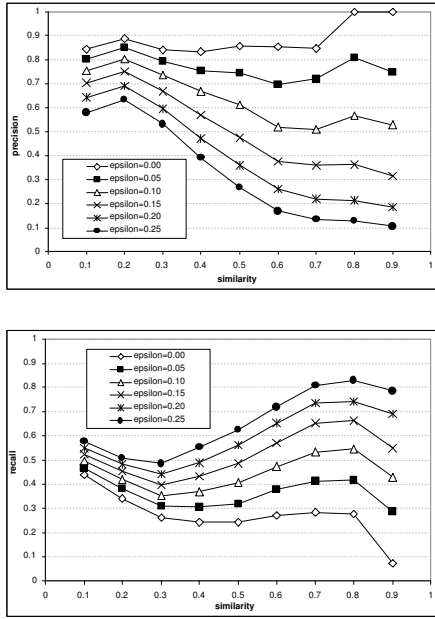 1
0.9
0.8
0.7
0.6
0.5
0.4
0.3
0.2
0.1
0
precision
epsilon=0.00
epsilon=0.05
epsilon=0.10
epsilon=0.15
epsilon=0.20
epsilon=0.25
0 0.1 0.2 0.3 0.4 0.5 0.6 0.7 0.8 0.9 1
similarity
1
0.9
0.8
0.7
0.6
0.5
0.4
0.3
0.2
0.1
0
recall
epsilon=0.00
epsilon=0.05
epsilon=0.10
epsilon=0.15
epsilon=0.20
epsilon=0.25
0 0.1 0.2 0.3 0.4 0.5 0.6 0.7 0.8 0.9 1
similarity